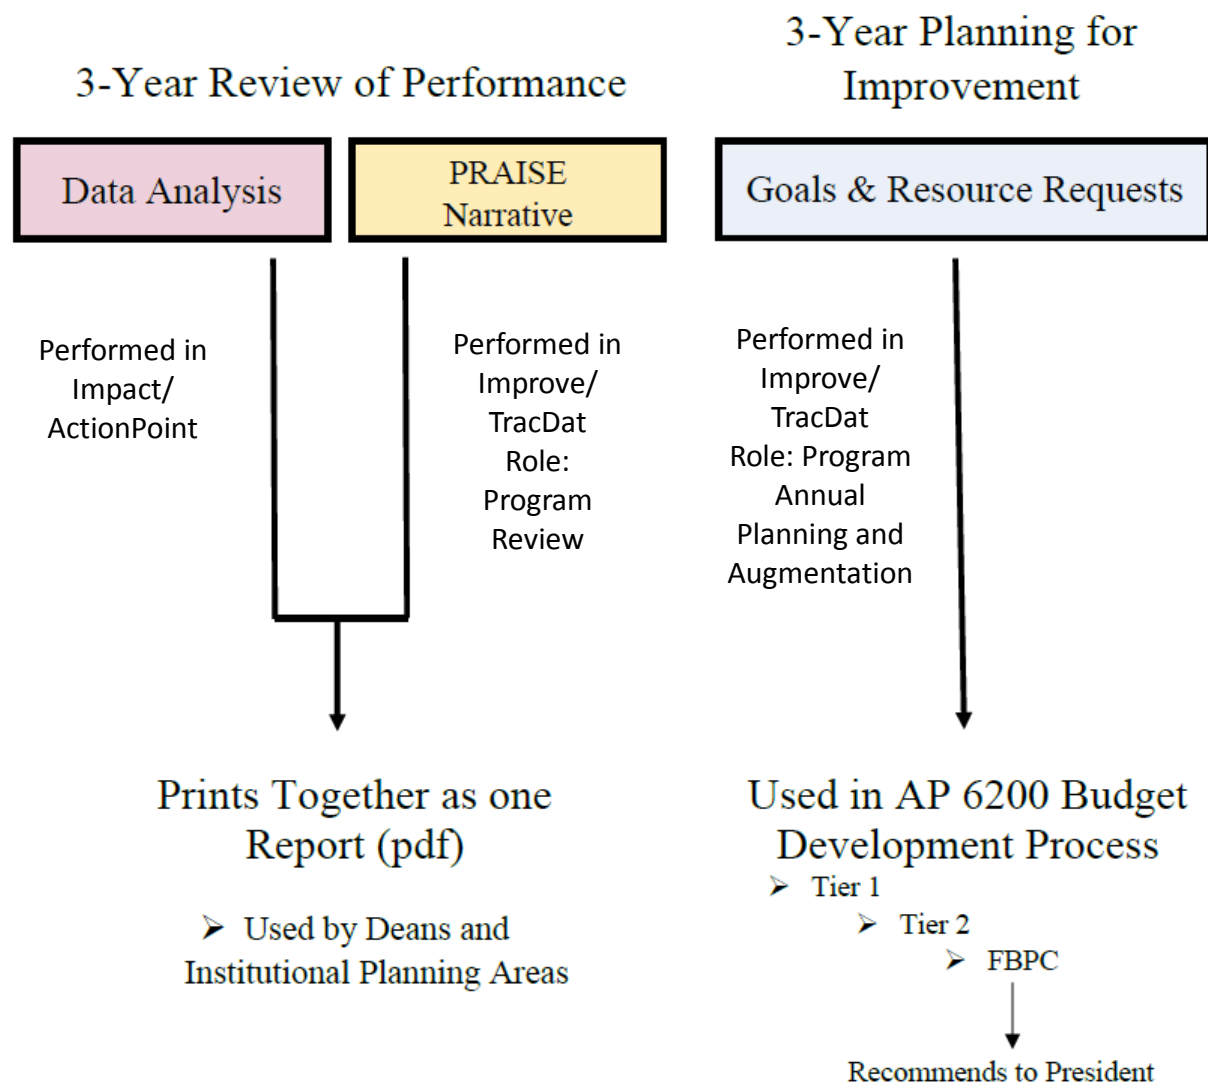 3-Year Review of Performance
3-Year Planning for
Improvement
Data Analysis
PRAISE
Narrative
Goals & Resource Requests
Performed in
Impact/
ActionPoint
Performed in
Improve/
TracDat
Role:
Program
Review
Performed in
Improve/
TracDat
Role: Program
Annual
Planning and
Augmentation
Prints Together as one
Report (pdf)
➢ Used by Deans and
Institutional Planning Areas
Used in AP 6200 Budget
Development Process
➢ Tier 1
➢ Tier 2
➢ FBPC
Recommends to President